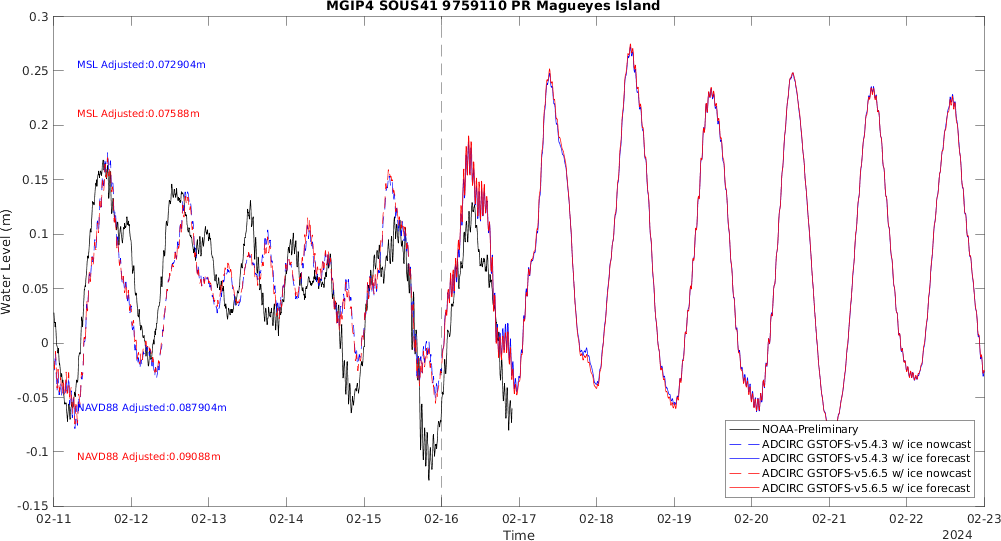 MGIP4 SOUS41 9759110 PR Magueyes Island
0.3
0.25
0.2
0.15
0.1
0.05
0
-0.05
-0.1
-0.15
Water Level (m)
MSL Adjusted:0.072904m
MSL Adjusted:0.07588m
NAVD88 Adjusted:0.087904m
NAVD88 Adjusted:0.09088m
NOAA-Preliminary
ADCIRC GSTOFS-v5.4.3 w/ ice nowcast
ADCIRC GSTOFS-v5.4.3 w/ ice forecast
ADCIRC GSTOFS-v5.6.5 w/ ice nowcast
ADCIRC GSTOFS-v5.6.5 w/ ice forecast
02-11 02-12 02-13 02-14 02-15 02-16 02-17 02-18 02-19 02-20 02-21 02-22 02-23
Time
2024